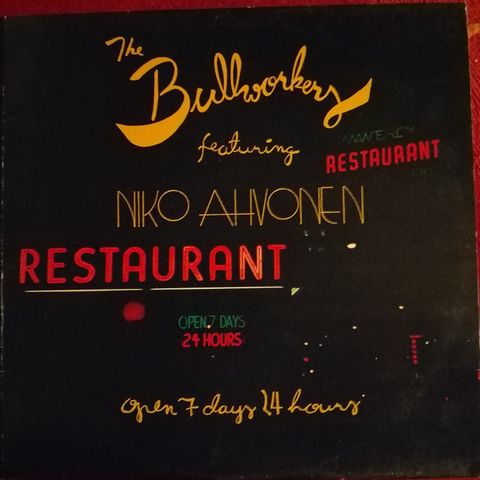 The
Bullworkers
featuring
RESTAURANT
NIKO AHVONEN
RESTAURANT
OPEN 7 DAYS
24 HOURS
open 7 days 24 hours